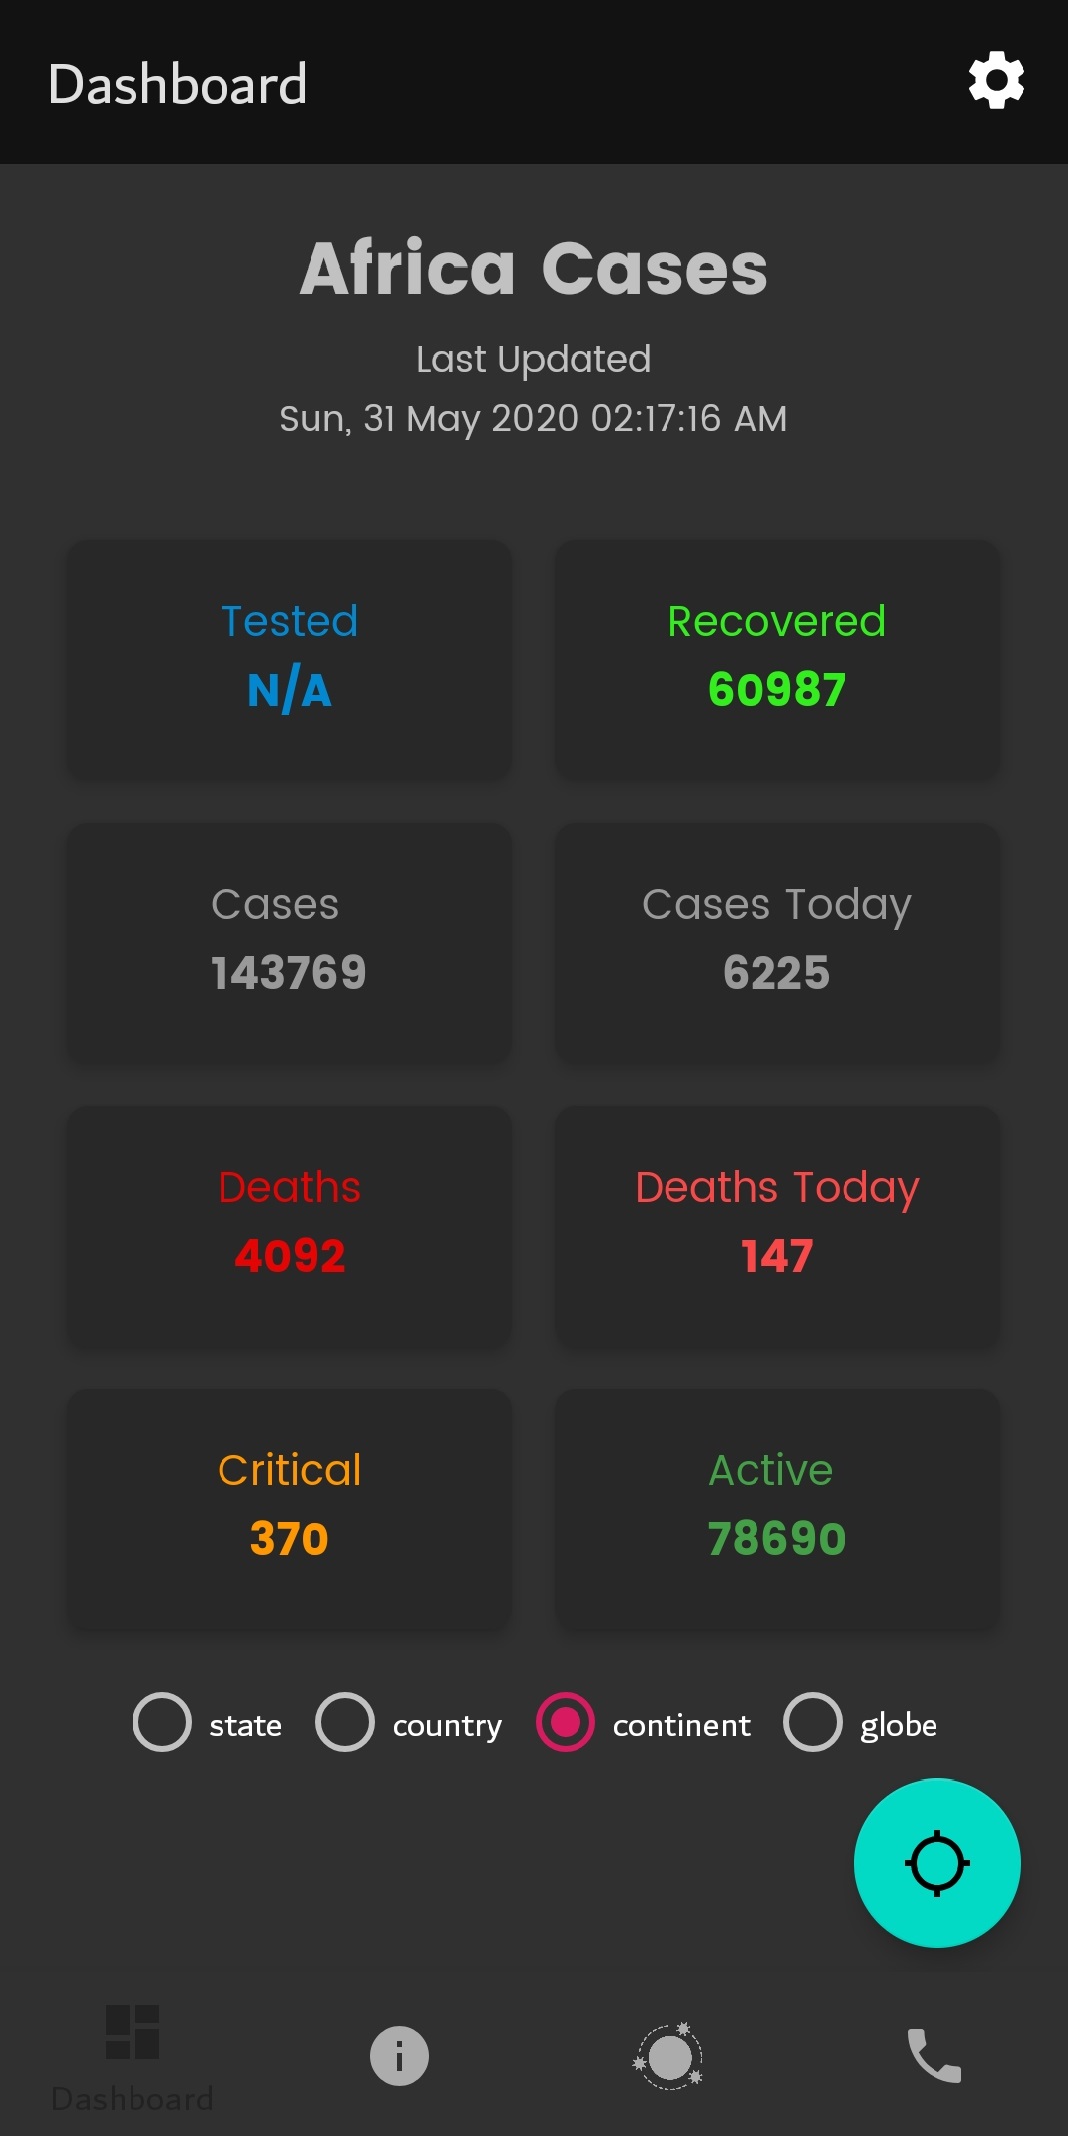 Dashboard
Africa Cases
Last Updated
Sun, 31 May 2020 02:17:16 AM
Tested
N/A
Recovered
60987
Cases
143769
Cases Today
6225
Deaths
4092
Deaths Today
147
Critical
370
Active
78690
state country continent globe
Dashboard